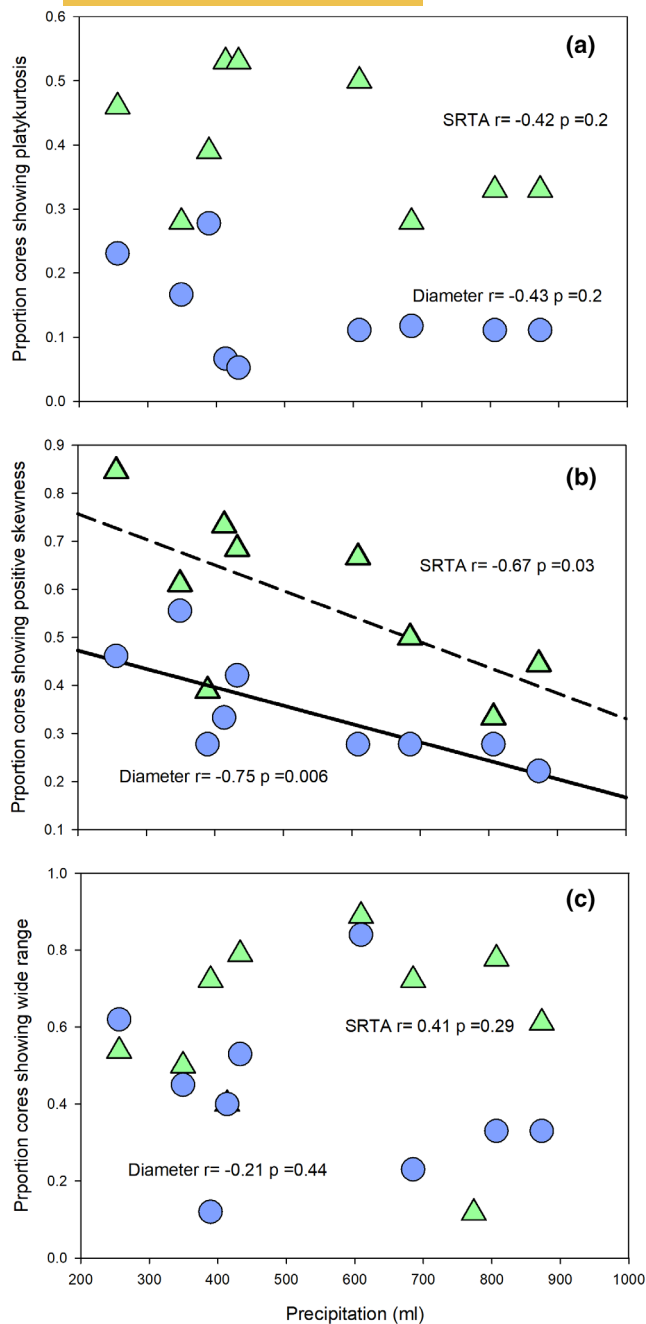 (a)
0.6
0.5
0.4
0.3
0.2
0.1
0.0
Prportion cores showing platykurtosis
SRTA r= -0.42 p =0.2
Diameter r= -0.43 p =0.2
(b)
0.9
0.8
0.7
0.6
0.5
0.4
0.3
0.2
0.1
Prportion cores showing positive skewness
SRTA r= -0.67 p =0.03
Diameter r= -0.75 p =0.006
(c)
1.0
0.8
0.6
0.4
0.2
0.0
Prportion cores showing wide range
SRTA r= 0.41 p =0.29
Diameter r= -0.21 p =0.44
200 300 400 500 600 700 800 900 1000
Precipitation (ml)